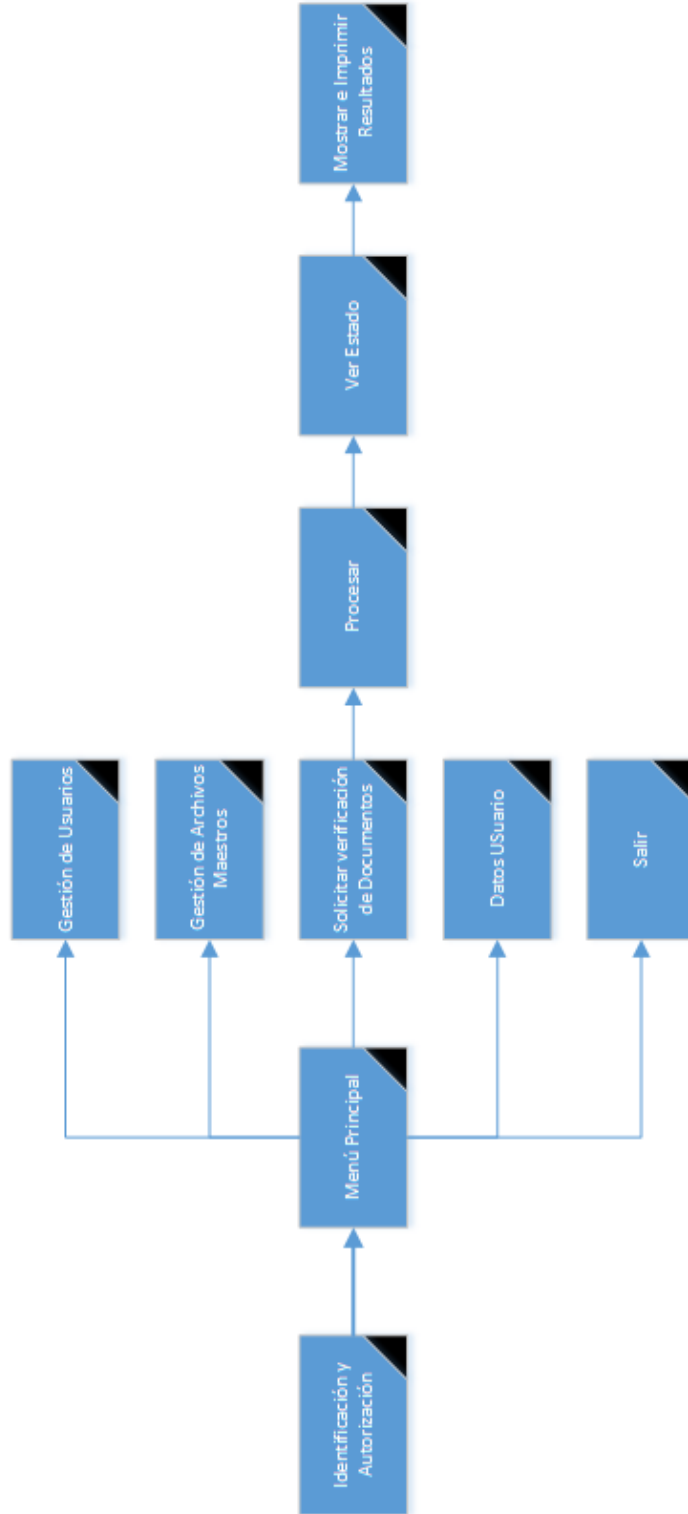 Identificación y
Autorización
Menú Principal
Gestión de Usuarios
Gestión de Archivos
Maestros
Solicitar verificación
de Documentos
Datos USuario
Salir
Procesar
Ver Estado
Mostrar e Imprimir
Resultados